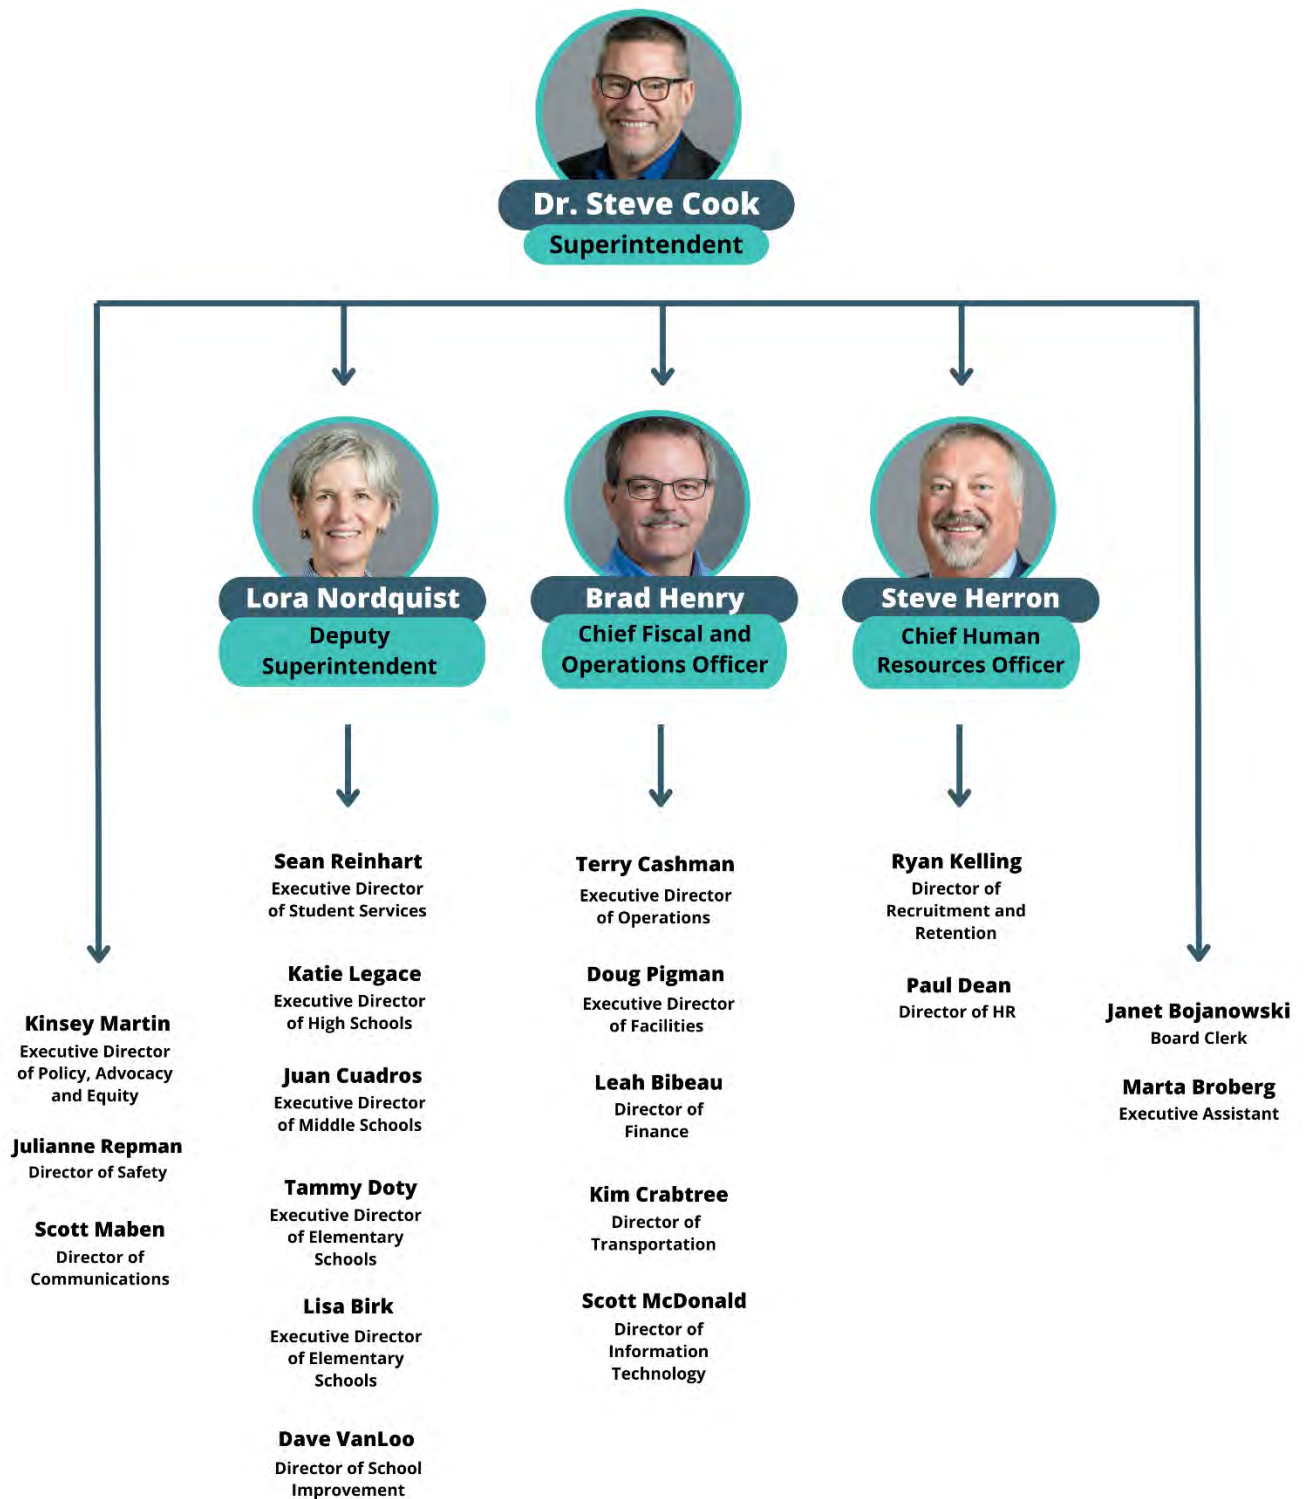 Dr. Steve Cook
Superintendent
Lora Nordquist
Deputy
Superintendent
Brad Henry
Chief Fiscal and
Operations Officer
Steve Herron
Chief Human
Resources Officer
Kinsey Martin
Executive Director
of Policy, Advocacy
and Equity
Julianne Repman
Director of Safety
Scott Maben
Director of
Communications
Sean Reinhart
Executive Director
of Student Services
Katie Legace
Executive Director
of High Schools
Juan Cuadros
Executive Director
of Middle Schools
Tammy Doty
Executive Director
of Elementary
Schools
Lisa Birk
Executive Director
of Elementary
Schools
Dave VanLoo
Director of School
Improvement
Terry Cashman
Executive Director
of Operations
Doug Pigman
Executive Director
of Facilities
Leah Bibeau
Director of
Finance
Kim Crabtree
Director of
Transportation
Scott McDonald
Director of
Information
Technology
Ryan Kelling
Director of
Recruitment and
Retention
Paul Dean
Director of HR
Janet Bojanowski
Board Clerk
Marta Broberg
Executive Assistant